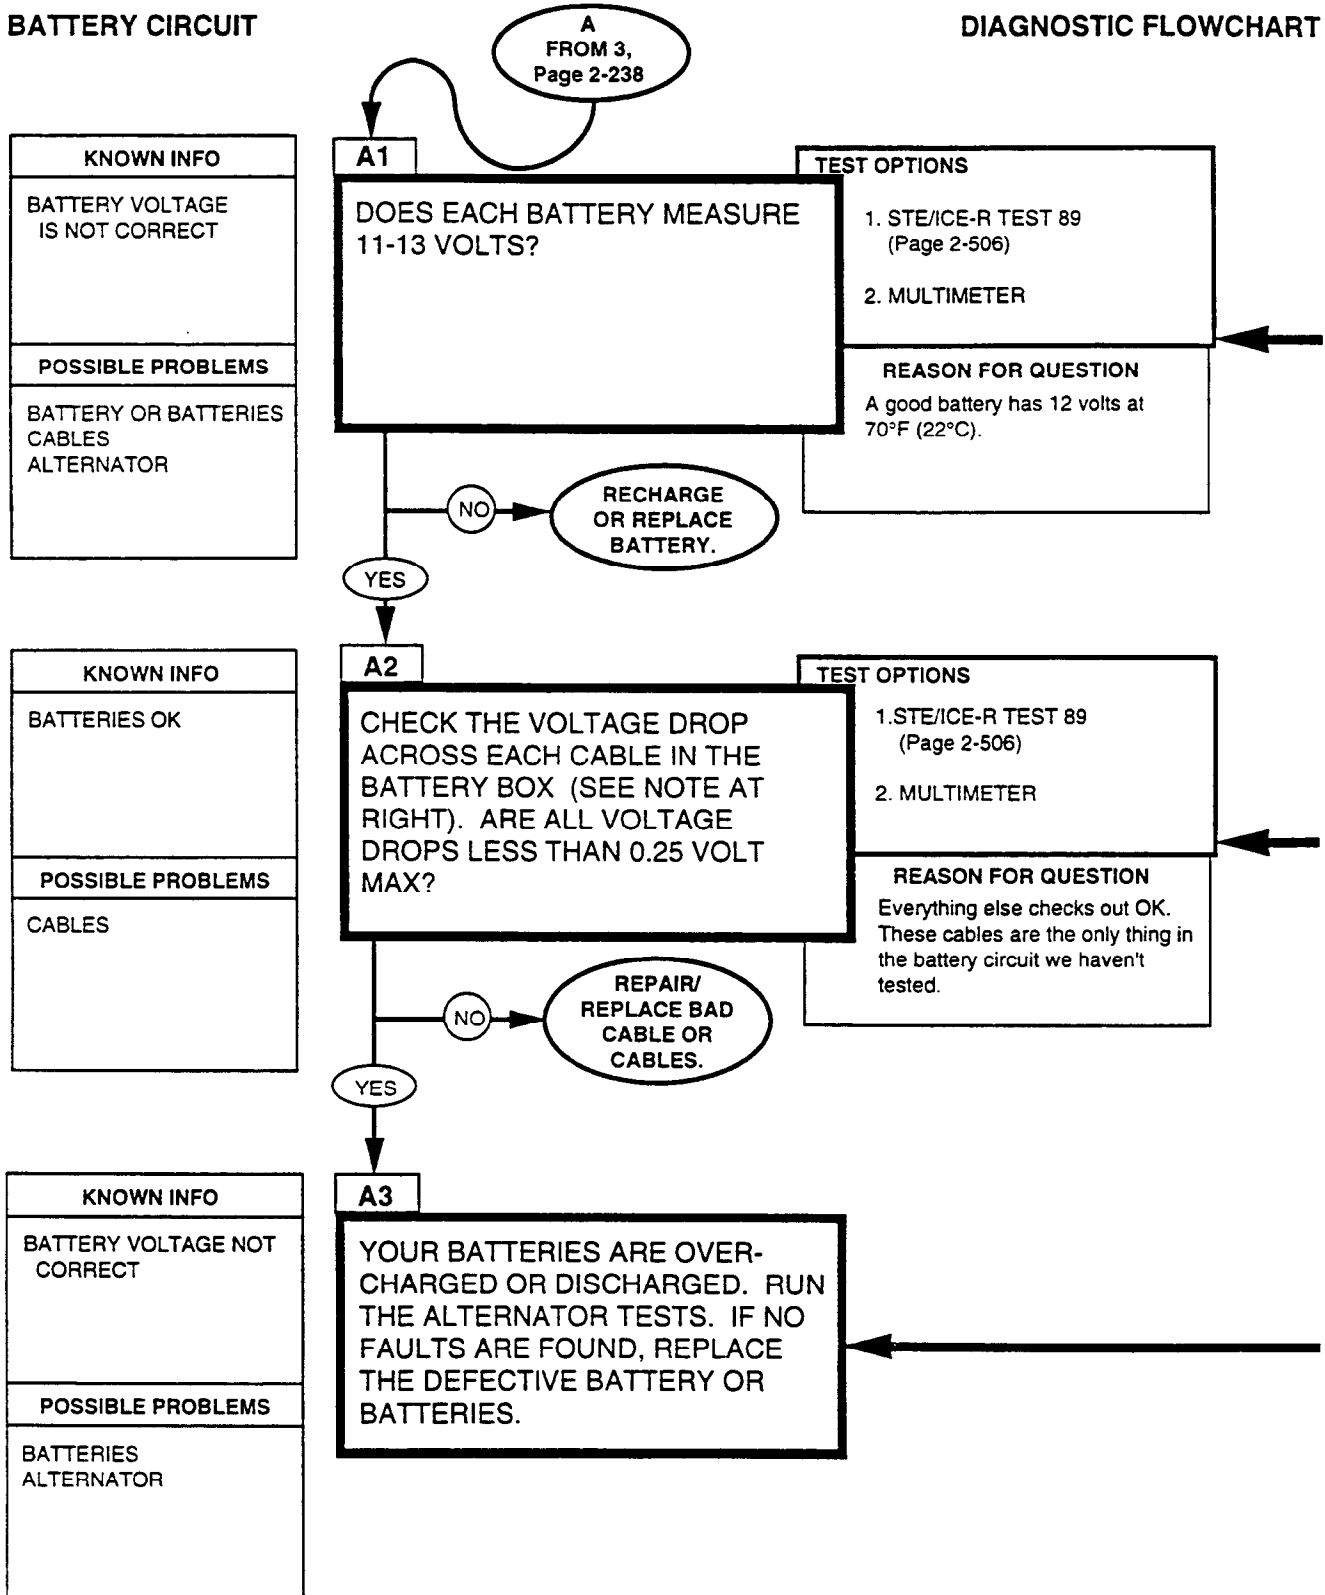 BATTERY CIRCUIT
DIAGNOSTIC FLOWCHART
A
FROM 3,
Page 2-238
KNOWN INFO
BATTERY VOLTAGE
IS NOT CORRECT
POSSIBLE PROBLEMS
BATTERY OR BATTERIES
CABLES
ALTERNATOR
A1
DOES EACH BATTERY MEASURE
11-13 VOLTS?
TEST OPTIONS
1. STE/ICE-R TEST 89
(Page 2-506)
2. MULTIMETER
REASON FOR QUESTION
A good battery has 12 volts at
70°F (22°C).
NO
RECHARGE
OR REPLACE
BATTERY.
YES
KNOWN INFO
BATTERIES OK
POSSIBLE PROBLEMS
CABLES
A2
CHECK THE VOLTAGE DROP
ACROSS EACH CABLE IN THE
BATTERY BOX (SEE NOTE AT
RIGHT). ARE ALL VOLTAGE
DROPS LESS THAN 0.25 VOLT
MAX?
TEST OPTIONS
1.STE/ICE-R TEST 89
(Page 2-506)
2. MULTIMETER
REASON FOR QUESTION
Everything else checks out OK.
These cables are the only thing in
the battery circuit we haven't
tested.
NO
REPAIR/
REPLACE BAD
CABLE OR
CABLES.
YES
KNOWN INFO
BATTERY VOLTAGE NOT
CORRECT
POSSIBLE PROBLEMS
BATTERIES
ALTERNATOR
A3
YOUR BATTERIES ARE OVER-
CHARGED OR DISCHARGED. RUN
THE ALTERNATOR TESTS. IF NO
FAULTS ARE FOUND, REPLACE
THE DEFECTIVE BATTERY OR
BATTERIES.